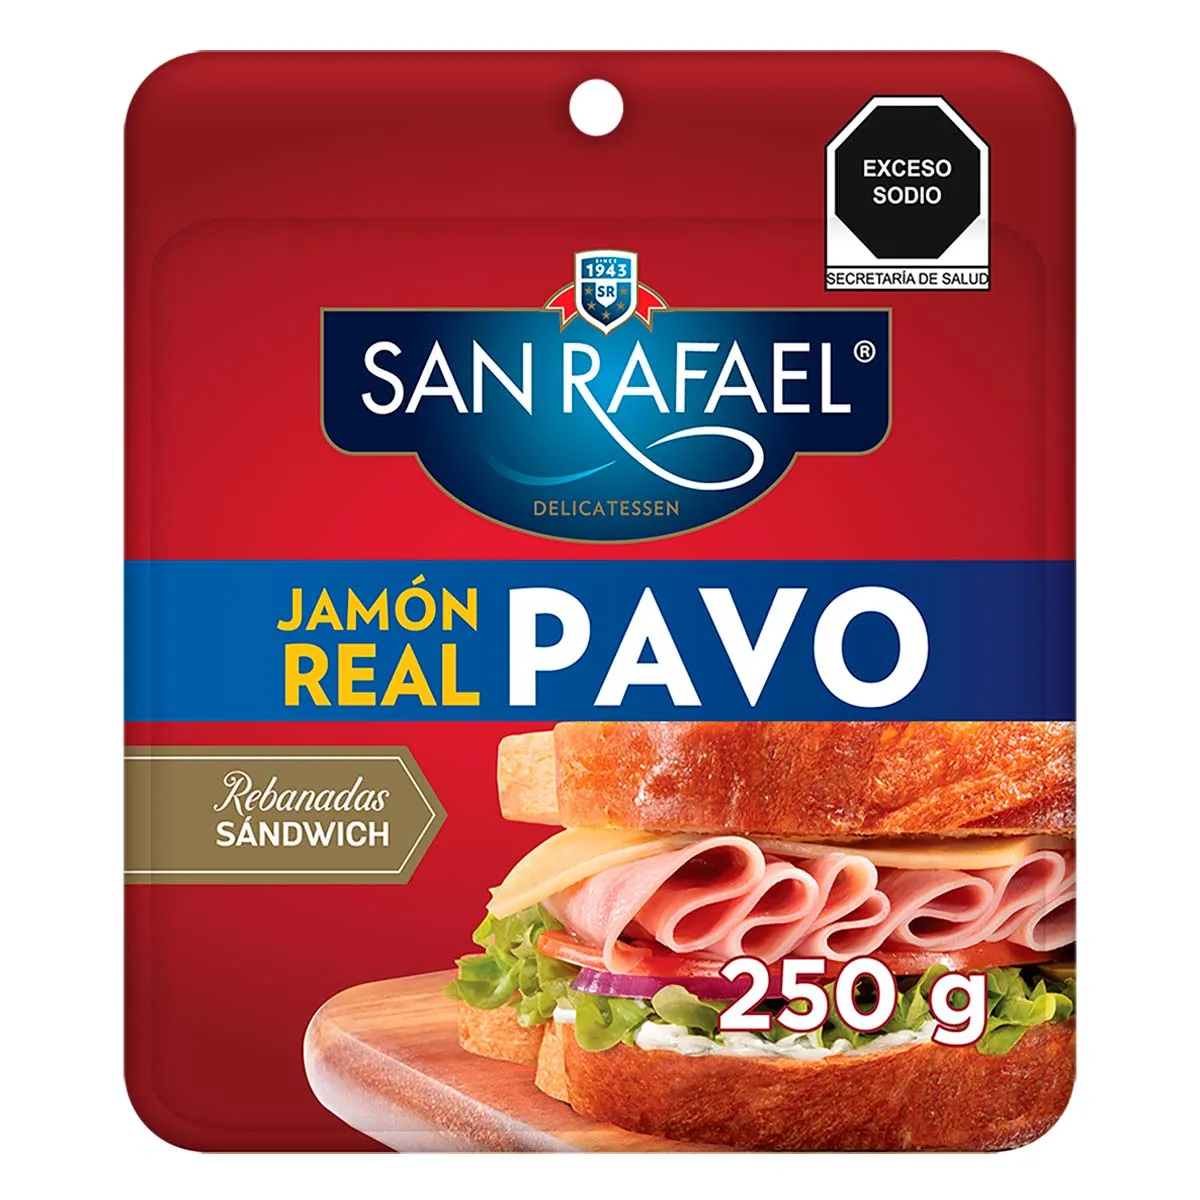 EXCESO
SODIO
SECRETARÍA DE SALUD
SINCE
1943
SR
SAN RAFAEL®
DELICATESSEN
JAMÓN
REAL
PAVO
Rebanadas
SÁNDWICH
250 g